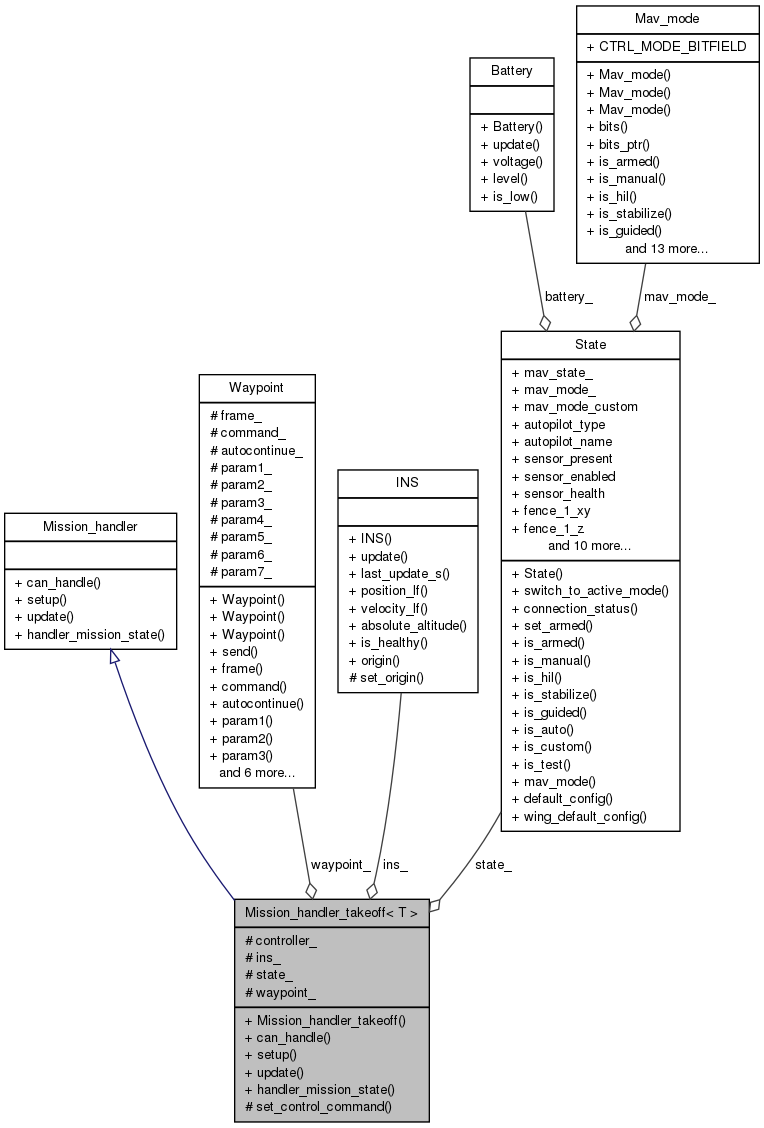 Mav_mode
+ CTRL_MODE_BITFIELD
+ Mav_mode()
+ Mav_mode()
+ Mav_mode()
+ bits()
+ bits_ptr()
+ is_armed()
+ is_manual()
+ is_hil()
+ is_stabilize()
+ is_guided()
and 13 more...
Battery
+ Battery()
+ update()
+ voltage()
+ level()
+ is_low()
battery_
mav_mode_
State
+ mav_state_
+ mav_mode_
+ mav_mode_custom
+ autopilot_type
+ autopilot_name
+ sensor_present
+ sensor_enabled
+ sensor_health
+ fence_1_xy
+ fence_1_z
and 10 more...
+ State()
+ switch_to_active_mode()
+ connection_status()
+ set_armed()
+ is_armed()
+ is_manual()
+ is_hil()
+ is_stabilize()
+ is_guided()
+ is_auto()
+ is_custom()
+ is_test()
+ mav_mode()
+ default_config()
+ wing_default_config()
Waypoint
# frame_
# command_
# autocontinue_
# param1_
# param2_
# param3_
# param4_
# param5_
# param6_
# param7_
+ Waypoint()
+ Waypoint()
+ Waypoint()
+ send()
+ frame()
+ command()
+ autocontinue()
+ param1()
+ param2()
+ param3()
and 6 more...
INS
+ INS()
+ update()
+ last_update_s()
+ position_lf()
+ velocity_lf()
+ absolute_altitude()
+ is_healthy()
+ origin()
# set_origin()
Mission_handler
+ can_handle()
+ setup()
+ update()
+ handler_mission_state()
waypoint_
ins_
state_
Mission_handler_takeoff< T >
# controller_
# ins_
# state_
# waypoint_
+ Mission_handler_takeoff()
+ can_handle()
+ setup()
+ update()
+ handler_mission_state()
# set_control_command()